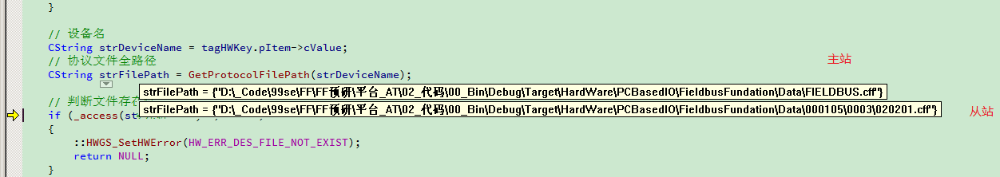 }
// 设备名
CString strDeviceName = tagHWKey.pItem->cValue;
// 协议文件全路径
主站
CString strFilePath = GetProtocolFilePath(strDeviceName);
strFilePath = {"D:\_Code\99se\FF\FF预研\平台_AT\02_代码\00_Bin\Debug\Target\HardWare\PCBasedIO\FieldbusFundation\Data\FIELDBUS.cff"}
// 判断文件存在
strFilePath = {"D:\_Code\99se\FF\FF预研\平台_AT\02_代码\00_Bin\Debug\Target\HardWare\PCBasedIO\FieldbusFundation\Data\000105\0003\020201.cff"}
从站
if (_access(
{
::HWGS_SetHWError(HW_ERR_DES_FILE_NOT_EXIST);
return NULL;
}